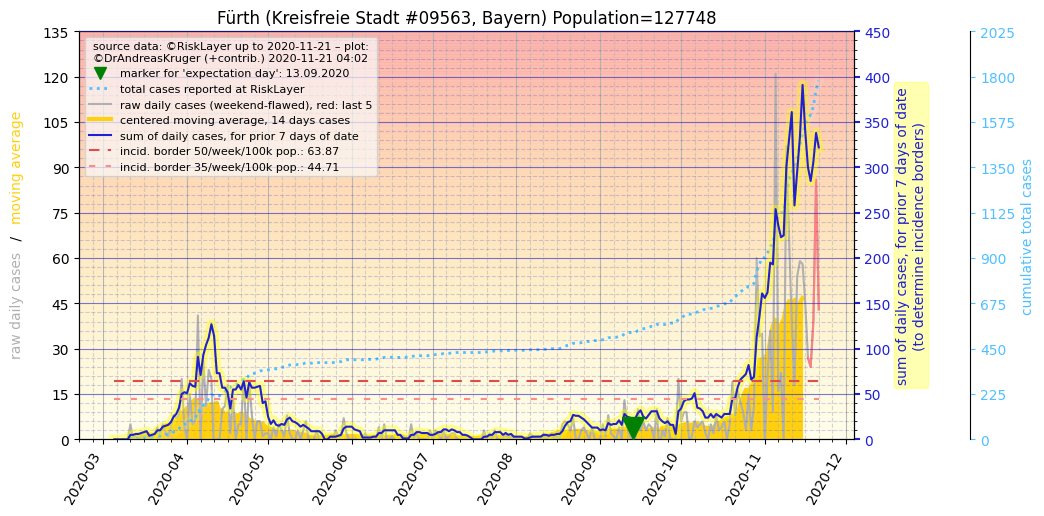 Fürth (Kreisfreie Stadt #09563, Bayern) Population=127748
source data: ©RiskLayer up to 2020-11-21 – plot:
©DrAndreasKruger (+contrib.) 2020-11-21 04:02
marker for 'expectation day': 13.09.2020
total cases reported at RiskLayer
raw daily cases (weekend-flawed), red: last 5
centered moving average, 14 days cases
sum of daily cases, for prior 7 days of date
incid. border 50/week/100k pop.: 63.87
incid. border 35/week/100k pop.: 44.71
raw daily cases / moving average
135
120
105
90
75
60
45
30
15
0
2020-03
2020-04
2020-05
2020-06
2020-07
2020-08
2020-09
2020-10
2020-11
2020-12
450
400
350
300
250
200
150
100
50
0
sum of daily cases, for prior 7 days of date
(to determine incidence borders)
2025
1800
1575
1350
1125
900
675
450
225
0
cumulative total cases